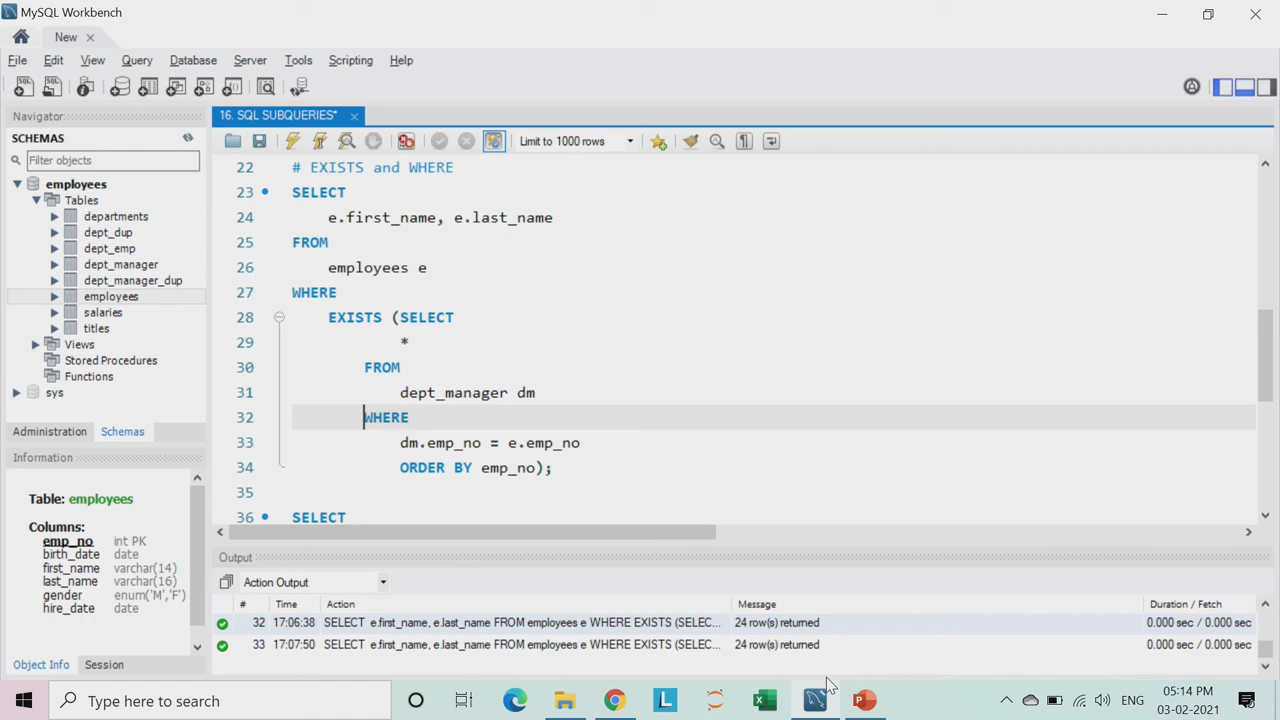 MySQL Workbench
New
File Edit View Query Database Server Tools Scripting Help
Navigator
SCHEMAS
Filter objects
employees
Tables
departments
dept_dup
dept_emp
dept_manager
dept_manager_dup
employees
salaries
titles
Views
Stored Procedures
Functions
sys
Administration Schemas
Information
Table: employees
Columns:
emp_no int PK
birth_date date
first_name varchar(14)
last_name varchar(16)
gender enum('M','F')
hire_date date
Object Info Session
16. SQL SUBQUERIES*
Limit to 1000 rows
22 # EXISTS and WHERE
23 SELECT
24 e.first_name, e.last_name
25 FROM
26 employees e
27 WHERE
28 EXISTS (SELECT
29 *
30 FROM
31 dept_manager dm
32 WHERE
33 dm.emp_no = e.emp_no
34 ORDER BY emp_no);
35
36 SELECT
Output
Action Output
# Time Action Message Duration / Fetch
32 17:06:38 SELECT e.first_name, e.last_name FROM employees e WHERE EXISTS (SELEC... 24 row(s) returned 0.000 sec / 0.000 sec
33 17:07:50 SELECT e.first_name, e.last_name FROM employees e WHERE EXISTS (SELEC... 24 row(s) returned 0.000 sec / 0.000 sec
Type here to search
L
ENG
05:14 PM
03-02-2021